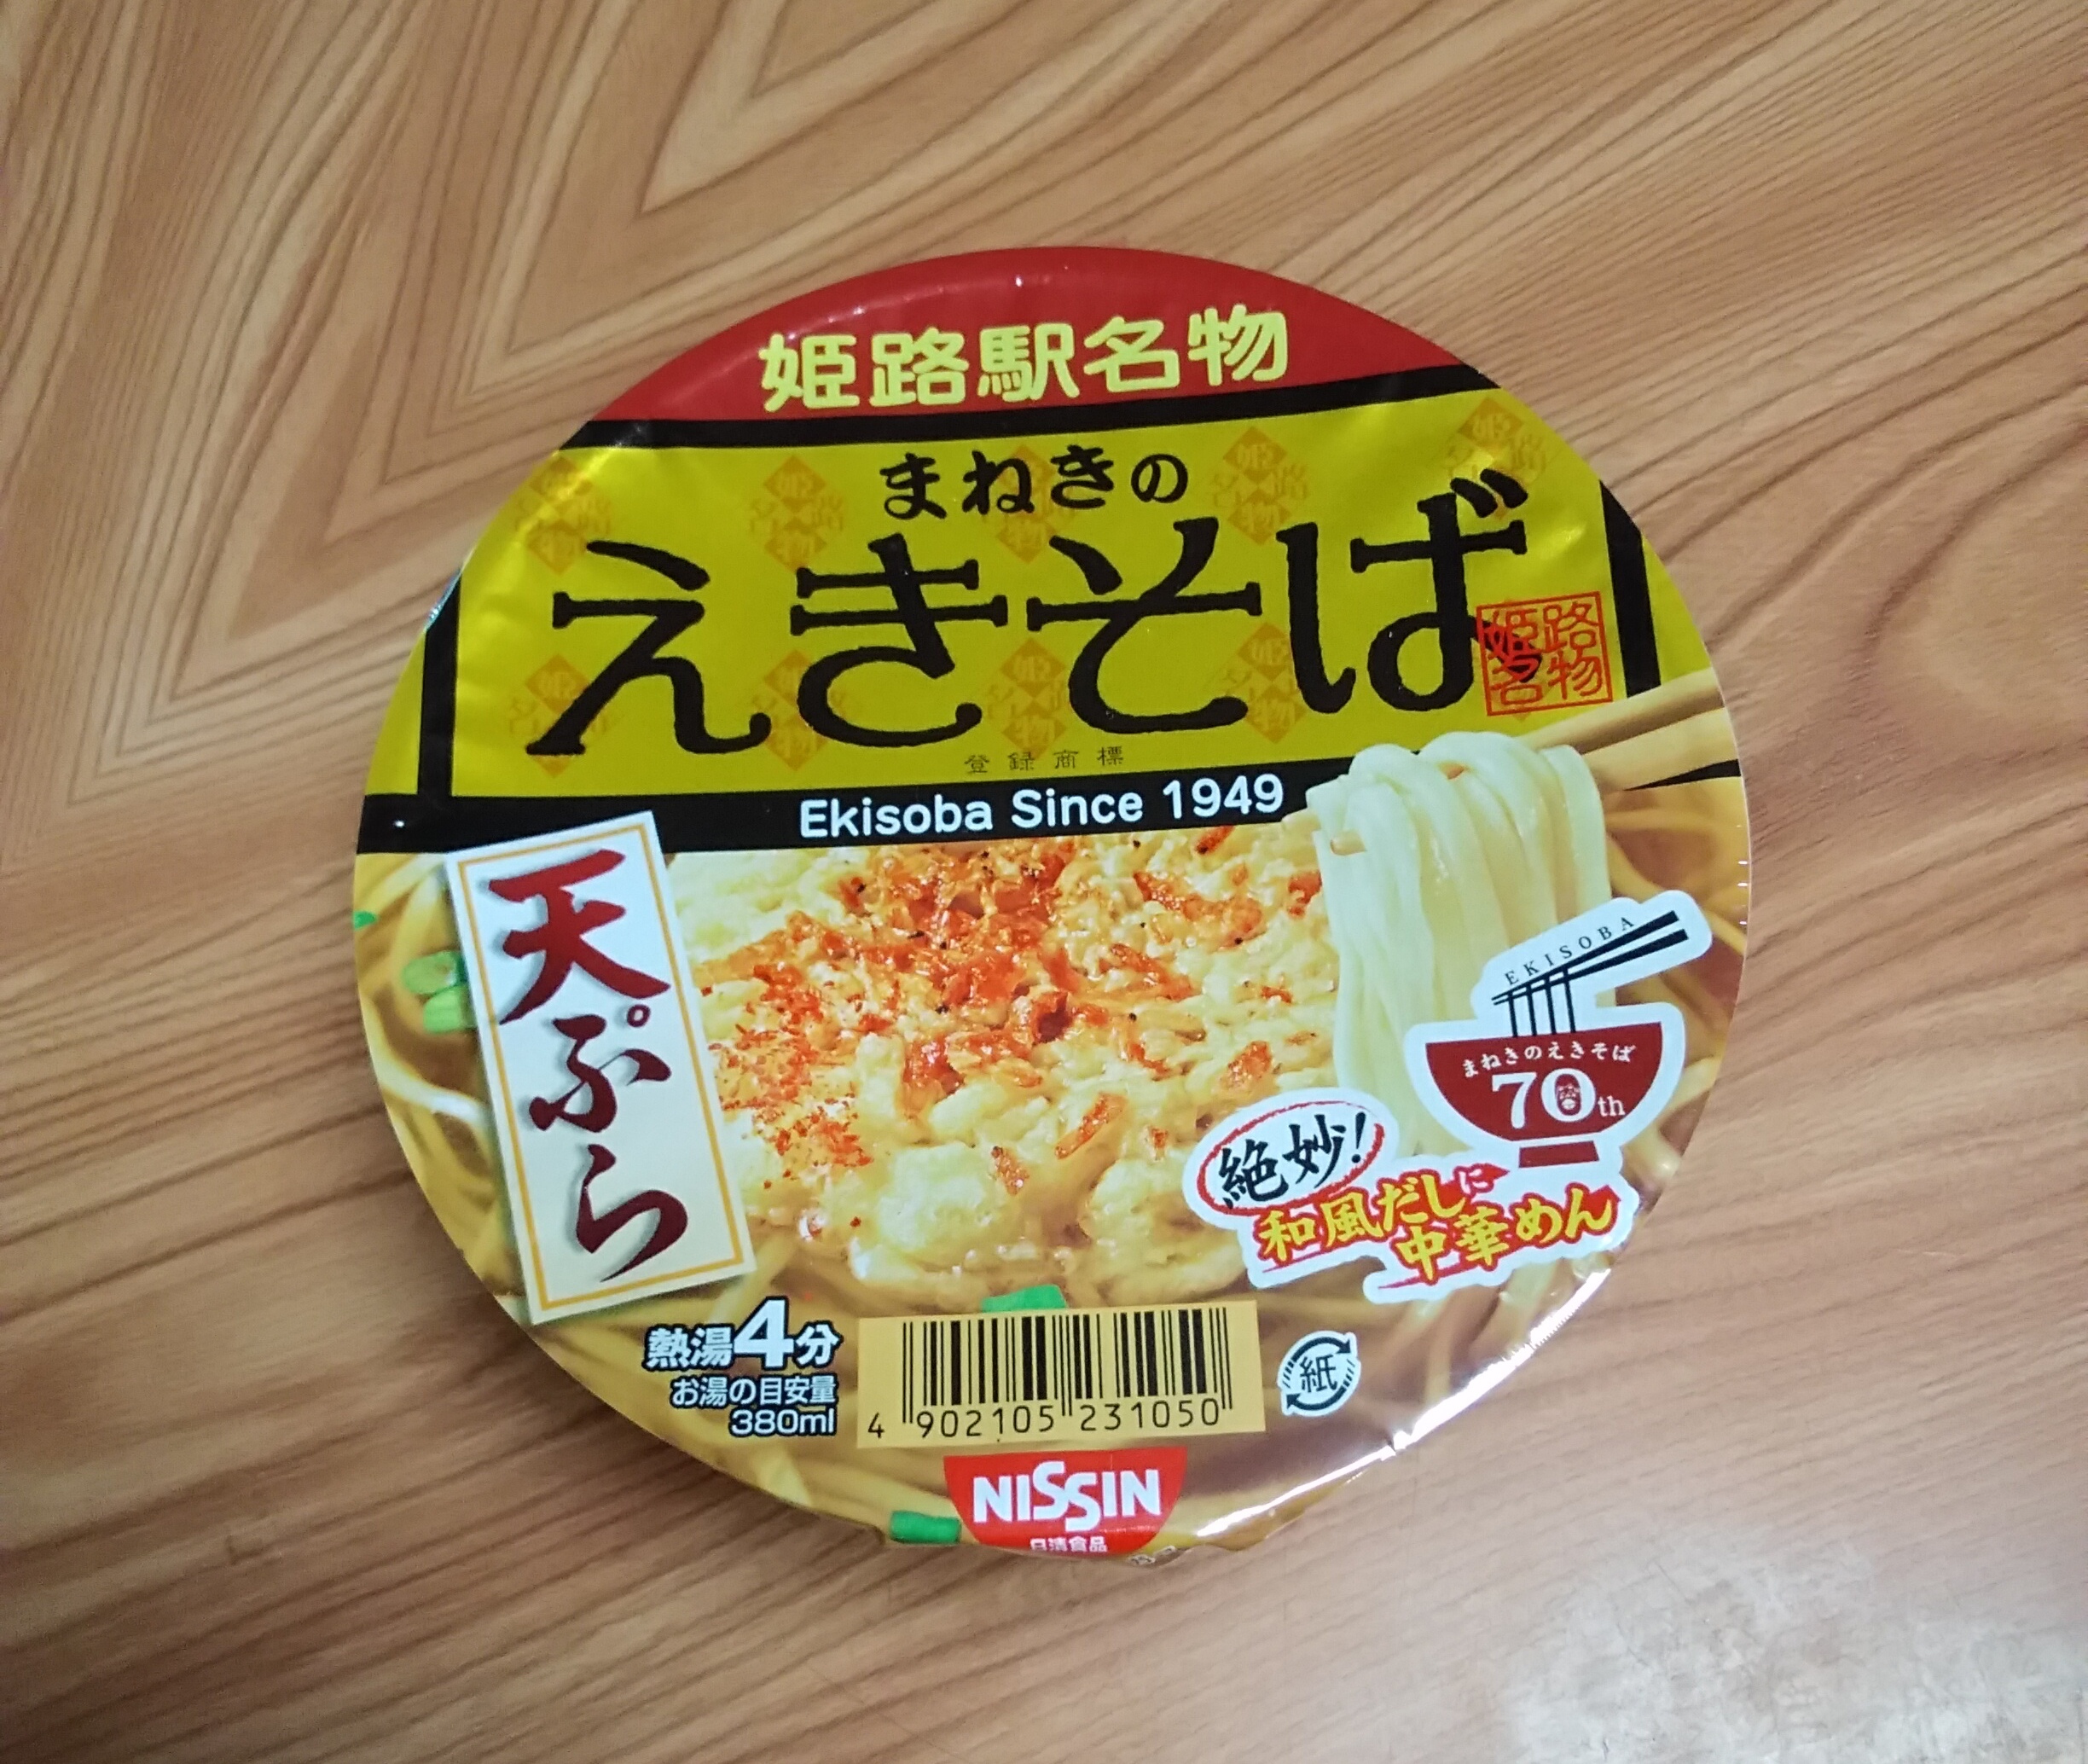 姫路駅名物
まねきの
えきそば
姫路
名物
登録商標
Ekisoba Since 1949
天ぷら
EKISOBA
まねきのえきそば
70th
絶妙!
和風だしに
中華めん
熱湯4分
お湯の目安量
380ml
4 902105 231050
紙
NISSIN
日清食品